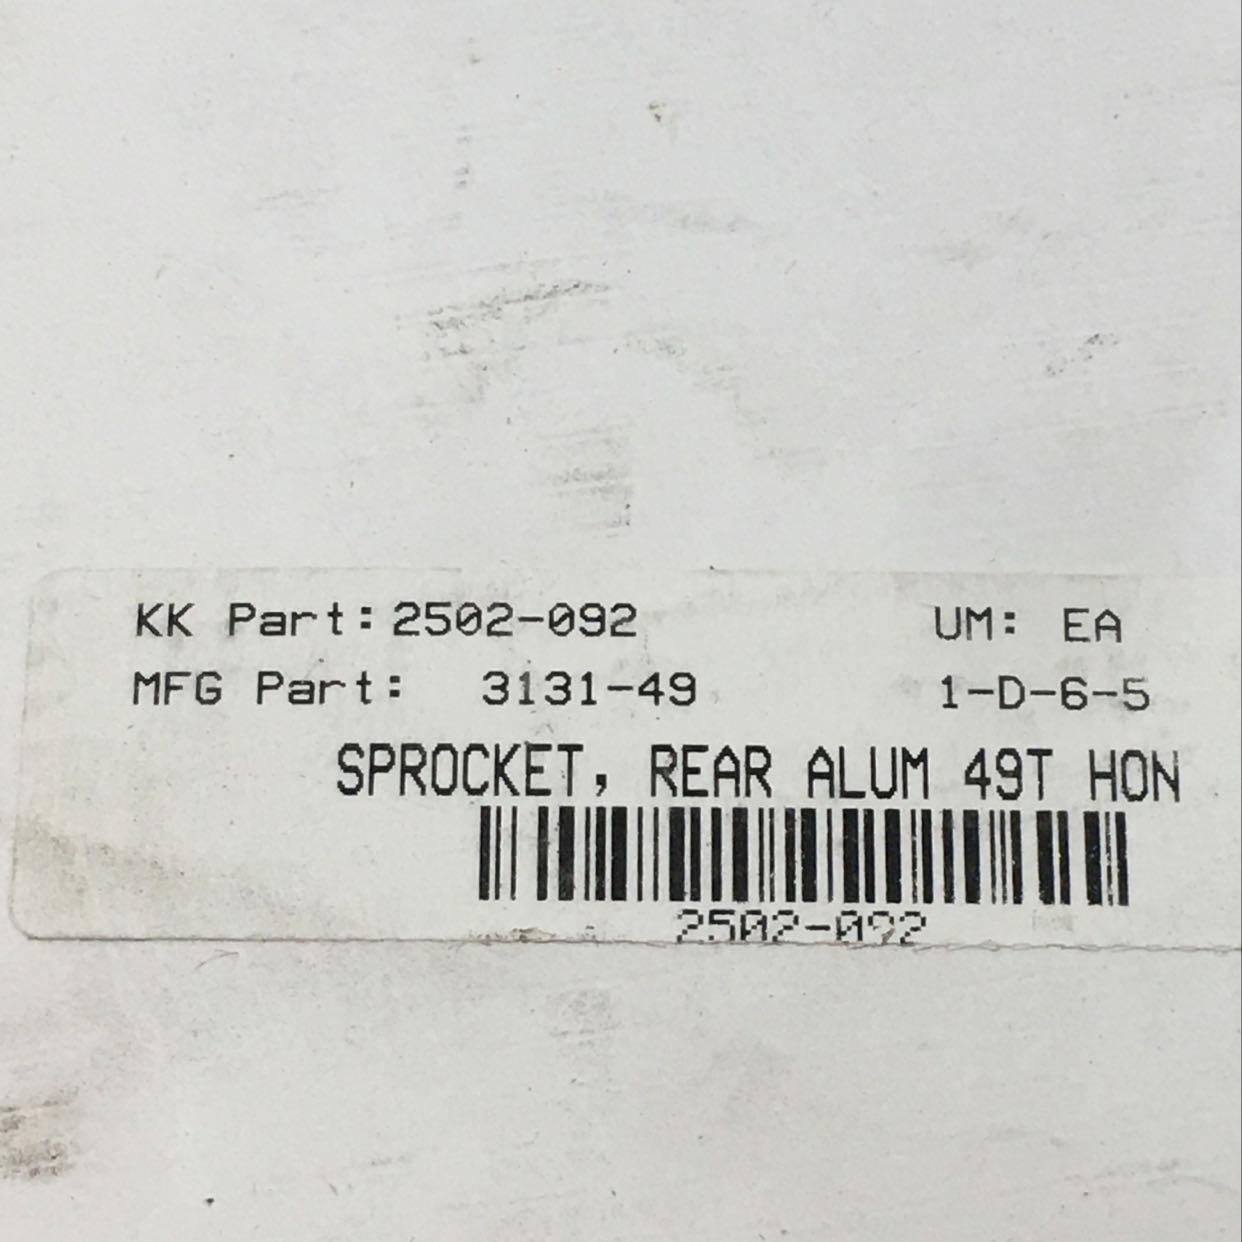 KK Part: 2502-092 UM: EA
MFG Part: 3131-49 1-D-6-5
SPROCKET, REAR ALUM 49T HON
2502-092